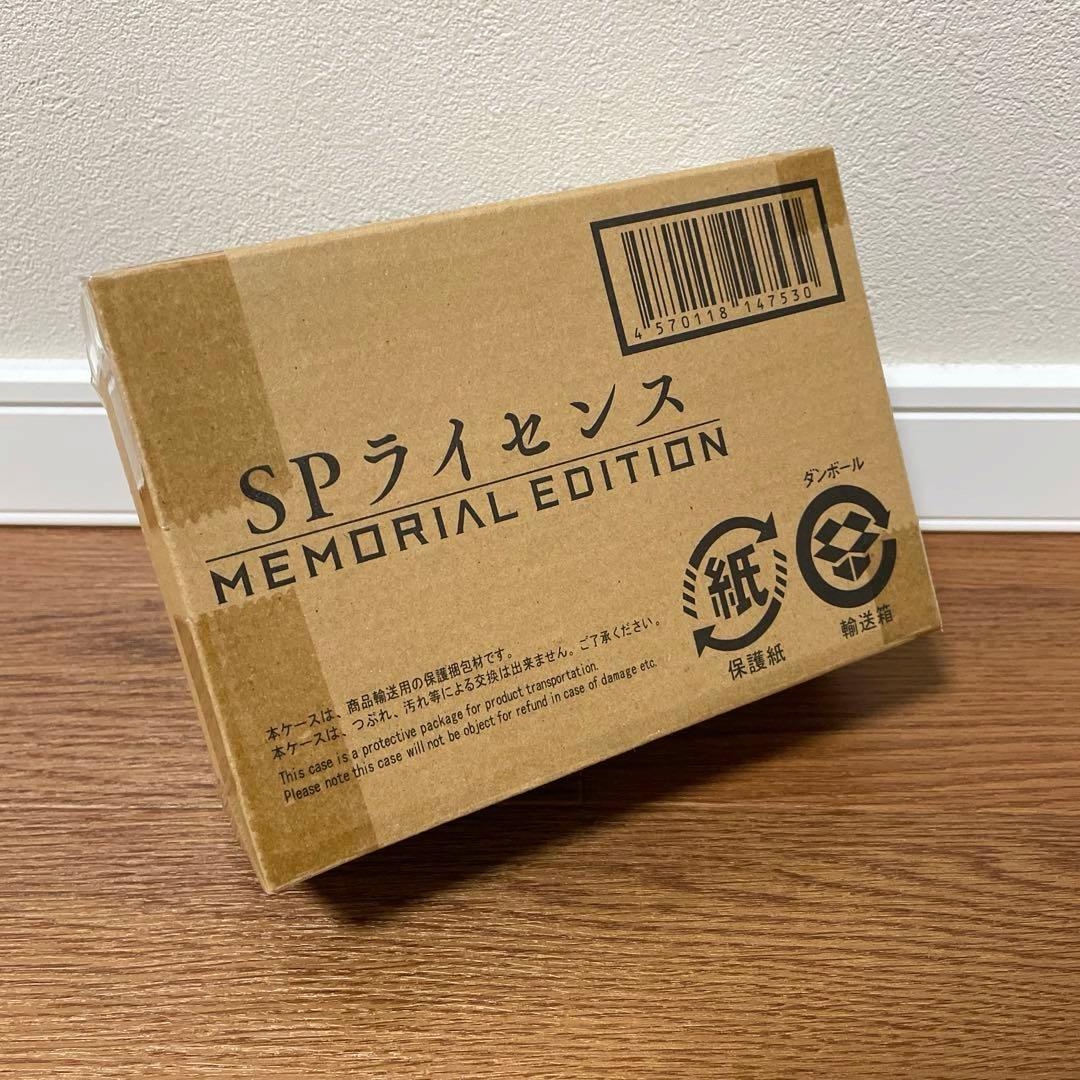 4 570118 147530
SPライセンス
MEMORIAL EDITION
ダンボール
紙
保護紙
輸送箱
本ケースは、商品輸送用の保護梱包材です。
本ケースは、つぶれ、汚れ等による交換は出来ません。ご了承ください。
This case is a protective package for product transportation.
Please note this case will not be object for refund in case of damage etc.